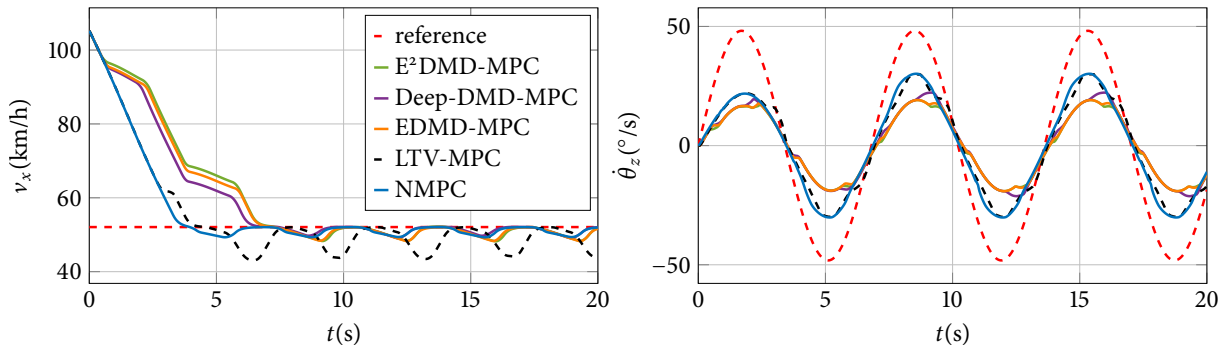 reference
E²DMD-MPC
Deep-DMD-MPC
EDMD-MPC
LTV-MPC
NMPC
100
80
60
40
0 5 10 15 20
t(s)
vₓ(km/h)
50
0
−50
0 5 10 15 20
t(s)
θ̇_z(°/s)